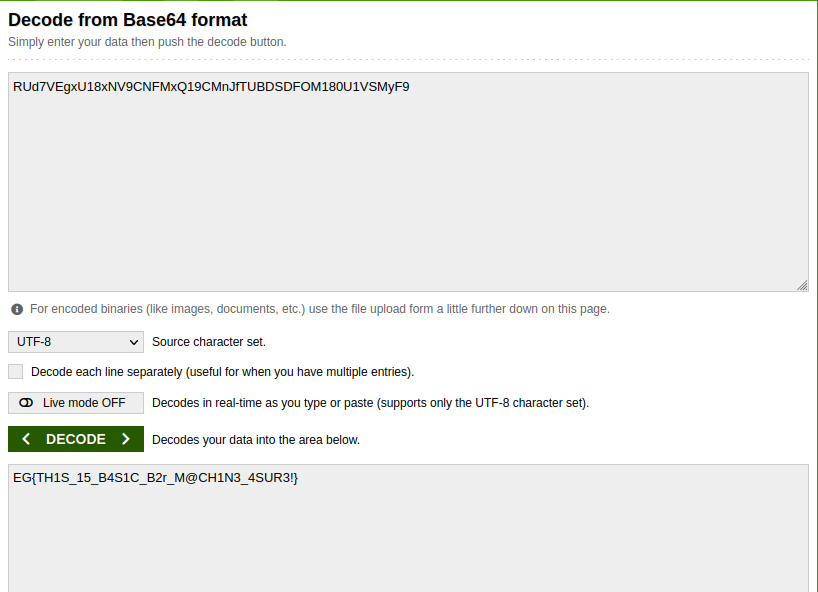 Decode from Base64 format
Simply enter your data then push the decode button.
RUd7VEgxU18xNV9CNFMxQ19CMnJfTUBDSDFOM180U1VSMyF9
For encoded binaries (like images, documents, etc.) use the file upload form a little further down on this page.
UTF-8 Source character set.
Decode each line separately (useful for when you have multiple entries).
Live mode OFF Decodes in real-time as you type or paste (supports only the UTF-8 character set).
DECODE Decodes your data into the area below.
EG{TH1S_15_B4S1C_B2r_M@CH1N3_4SUR3!}